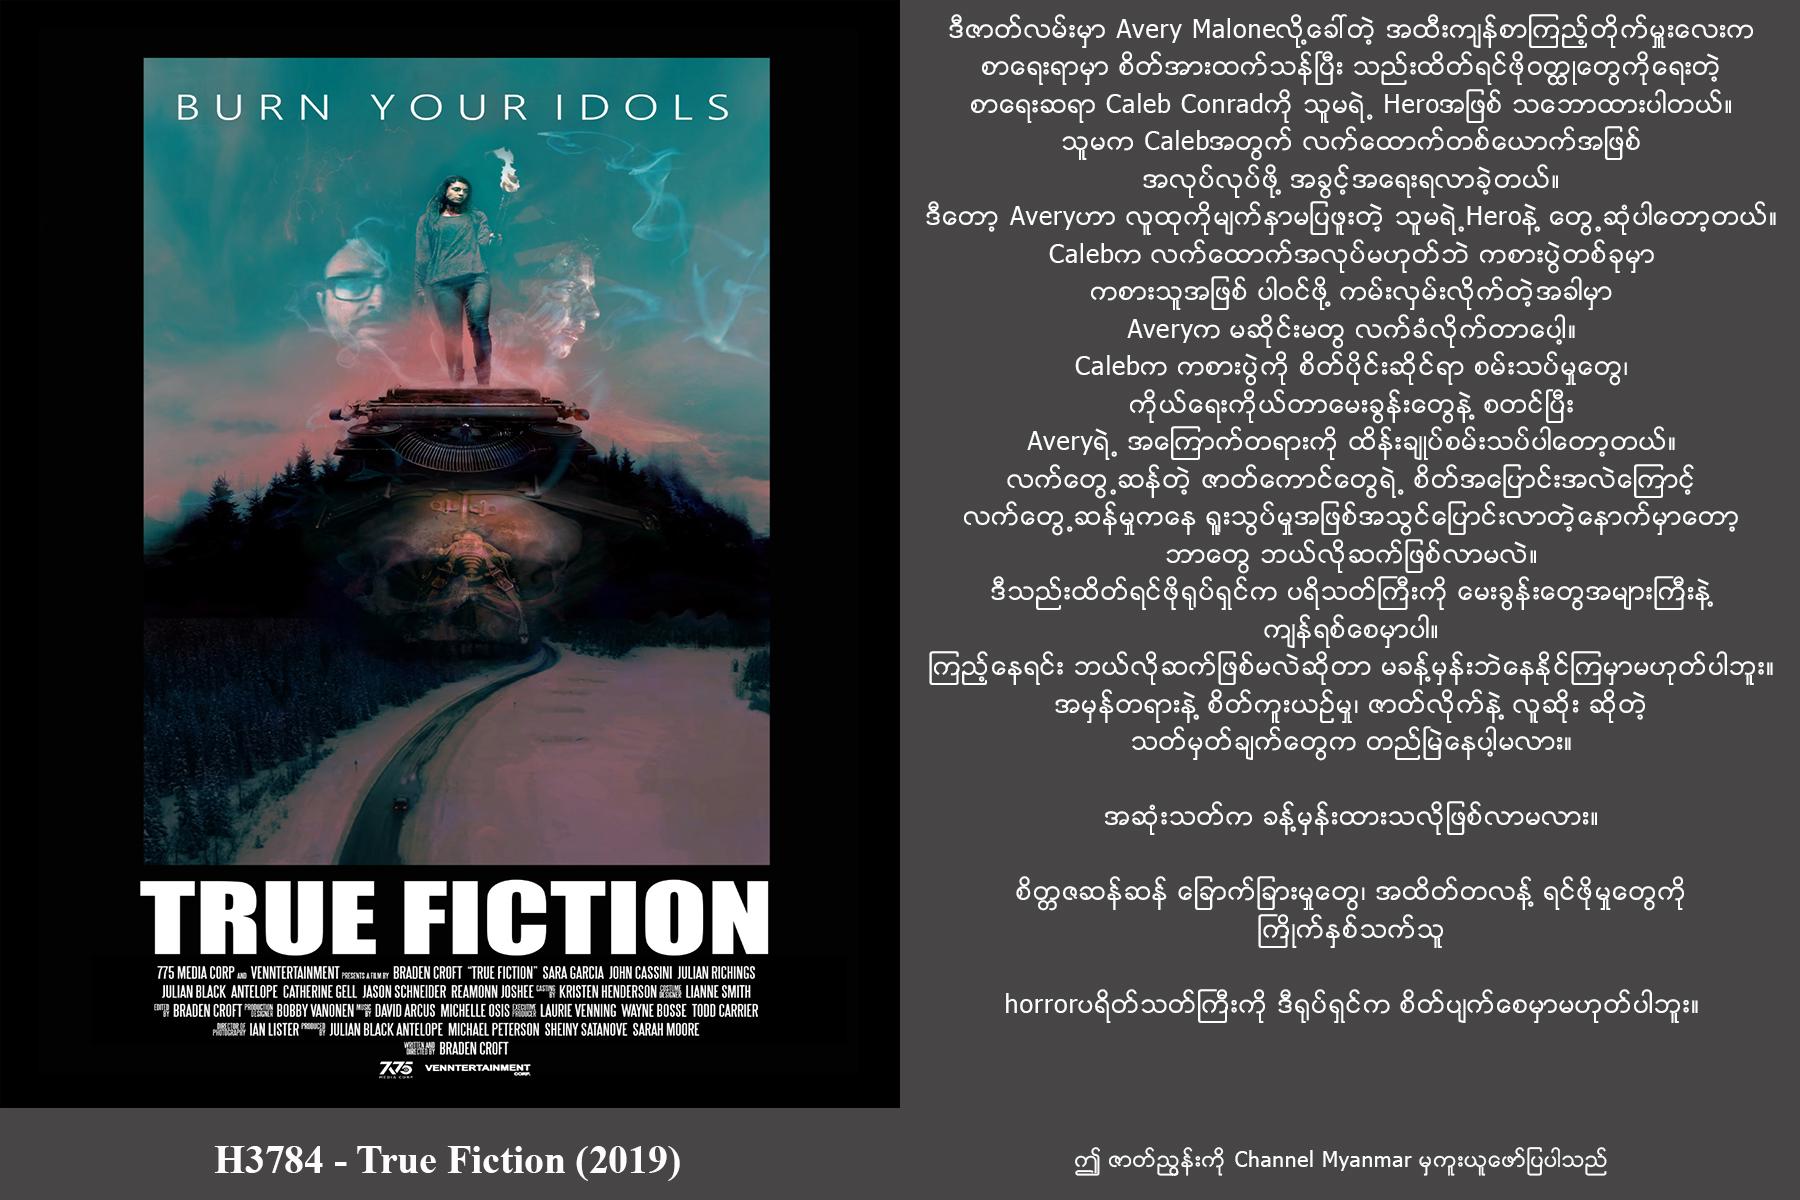 BURN YOUR IDOLS
TRUE FICTION
775 MEDIA CORP AND VENNTERTAINMENT PRESENTS A FILM BY BRADEN CROFT "TRUE FICTION" SARA GARCIA JOHN CASSINI JULIAN RICHINGS
JULIAN BLACK ANTELOPE CATHERINE GELL JASON SCHNEIDER REAMONN JOSHEE CASTING BY KRISTEN HENDERSON COSTUME DESIGNER LIANNE SMITH
EDITED BY BRADEN CROFT PRODUCTION DESIGNER BOBBY VANONEN MUSIC BY DAVID ARCUS MICHELLE OSIS EXECUTIVE PRODUCER LAURIE VENNING WAYNE BOSSE TODD CARRIER
DIRECTOR OF PHOTOGRAPHY IAN LISTER PRODUCED BY JULIAN BLACK ANTELOPE MICHAEL PETERSON SHEINY SATANOVE SARAH MOORE
WRITTEN AND DIRECTED BY BRADEN CROFT
775 MEDIA CORP VENNTERTAINMENT CORP.
H3784 - True Fiction (2019)
ဒီဇာတ်လမ်းမှာ Avery Maloneလို့ခေါ်တဲ့ အထီးကျန်စာကြည့်တိုက်မှူးလေးက
စာရေးရာမှာ စိတ်အားထက်သန်ပြီး သည်းထိတ်ရင်ဖိုဝတ္ထုတွေကိုရေးတဲ့
စာရေးဆရာ Caleb Conradကို သူမရဲ့ Heroအဖြစ် သဘောထားပါတယ်။
သူမက Calebအတွက် လက်ထောက်တစ်ယောက်အဖြစ်
အလုပ်လုပ်ဖို့ အခွင့်အရေးရလာခဲ့တယ်။
ဒီတော့ Averyဟာ လူထုကိုမျက်နှာမပြဖူးတဲ့ သူမရဲ့Heroနဲ့ တွေ့ဆုံပါတော့တယ်။
Calebက လက်ထောက်အလုပ်မဟုတ်ဘဲ ကစားပွဲတစ်ခုမှာ
ကစားသူအဖြစ် ပါဝင်ဖို့ ကမ်းလှမ်းလိုက်တဲ့အခါမှာ
Averyက မဆိုင်းမတွ လက်ခံလိုက်တာပေါ့။
Calebက ကစားပွဲကို စိတ်ပိုင်းဆိုင်ရာ စမ်းသပ်မှုတွေ၊
ကိုယ်ရေးကိုယ်တာမေးခွန်းတွေနဲ့ စတင်ပြီး
Averyရဲ့ အကြောက်တရားကို ထိန်းချုပ်စမ်းသပ်ပါတော့တယ်။
လက်တွေ့ဆန်တဲ့ ဇာတ်ကောင်တွေရဲ့ စိတ်အပြောင်းအလဲကြောင့်
လက်တွေ့ဆန်မှုကနေ ရူးသွပ်မှုအဖြစ်အသွင်ပြောင်းလာတဲ့နောက်မှာတော့
ဘာတွေ ဘယ်လိုဆက်ဖြစ်လာမလဲ။
ဒီသည်းထိတ်ရင်ဖိုရုပ်ရှင်က ပရိသတ်ကြီးကို မေးခွန်းတွေအများကြီးနဲ့
ကျန်ရစ်စေမှာပါ။
ကြည့်နေရင်း ဘယ်လိုဆက်ဖြစ်မလဲဆိုတာ မခန့်မှန်းဘဲနေနိုင်ကြမှာမဟုတ်ပါဘူး။
အမှန်တရားနဲ့ စိတ်ကူးယဉ်မှု၊ ဇာတ်လိုက်နဲ့ လူဆိုး ဆိုတဲ့
သတ်မှတ်ချက်တွေက တည်မြဲနေပါ့မလား။
အဆုံးသတ်က ခန့်မှန်းထားသလိုဖြစ်လာမလား။
စိတ္တဇဆန်ဆန် ခြောက်ခြားမှုတွေ၊ အထိတ်တလန့် ရင်ဖိုမှုတွေကို
ကြိုက်နှစ်သက်သူ
horrorပရိတ်သတ်ကြီးကို ဒီရုပ်ရှင်က စိတ်ပျက်စေမှာမဟုတ်ပါဘူး။
ဤ ဇာတ်ညွှန်းကို Channel Myanmar မှကူးယူဖော်ပြပါသည်